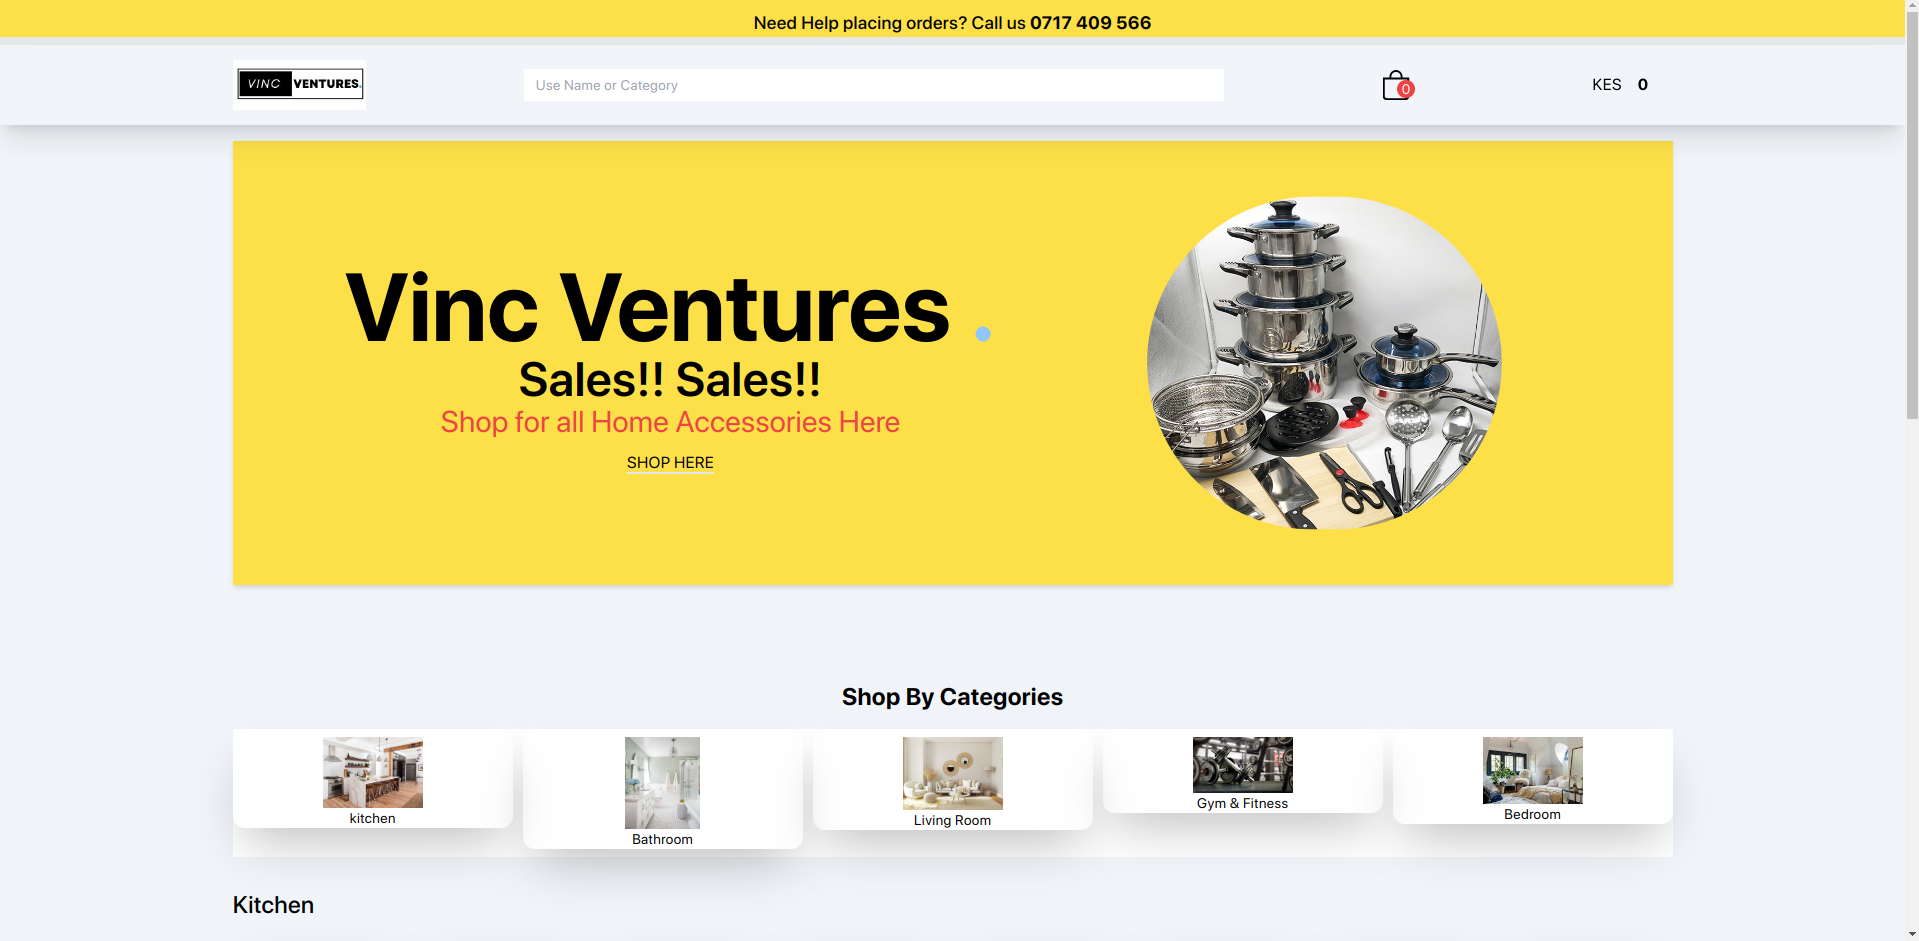 Need Help placing orders? Call us 0717 409 566
VINC VENTURES.
Use Name or Category
0
KES 0
Vinc Ventures .
Sales!! Sales!!
Shop for all Home Accessories Here
SHOP HERE
Shop By Categories
kitchen
Bathroom
Living Room
Gym & Fitness
Bedroom
Kitchen